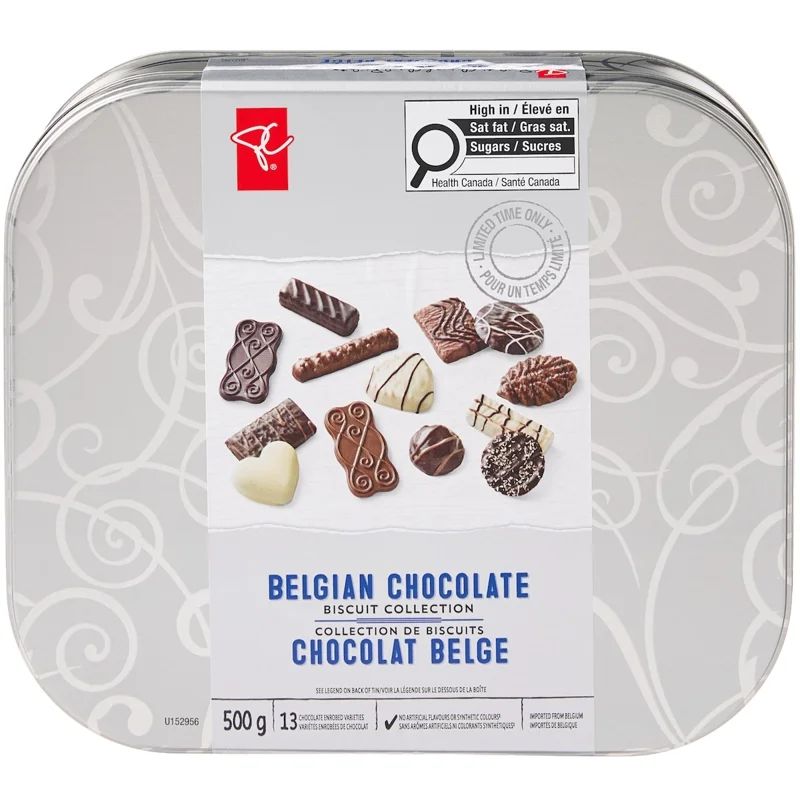 PC
®
High in / Élevé en
Sat fat / Gras sat.
Sugars / Sucres
Health Canada / Santé Canada
· LIMITED TIME ONLY ·
POUR UN TEMPS LIMITÉ
BELGIAN CHOCOLATE
BISCUIT COLLECTION
COLLECTION DE BISCUITS
CHOCOLAT BELGE
SEE LEGEND ON BACK OF TIN/VOIR LA LÉGENDE SUR LE DESSOUS DE LA BOÎTE
U152956
500 g
13 CHOCOLATE ENROBED VARIETIES
VARIÉTÉS ENROBÉES DE CHOCOLAT
NO ARTIFICIAL FLAVOURS OR SYNTHETIC COLOURS†
SANS ARÔMES ARTIFICIELS NI COLORANTS SYNTHÉTIQUES†
IMPORTED FROM BELGIUM
IMPORTÉS DE BELGIQUE